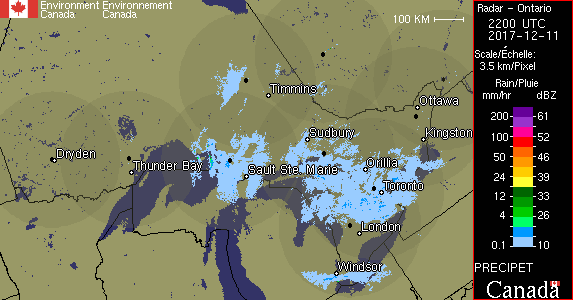 Environment Environnement
Canada Canada
100 KM
Timmins
Ottawa
Sudbury
Kingston
Dryden
Thunder Bay
Sault Ste. Marie
Orillia
Toronto
London
Windsor
Radar - Ontario
2200 UTC
2017-12-11
Scale/Échelle:
3.5 km/Pixel
Rain/Pluie
mm/hr dBZ
200 61
100 52
50 46
24 39
12 33
4 26
1 20
0.1 10
PRECIPET
Canada